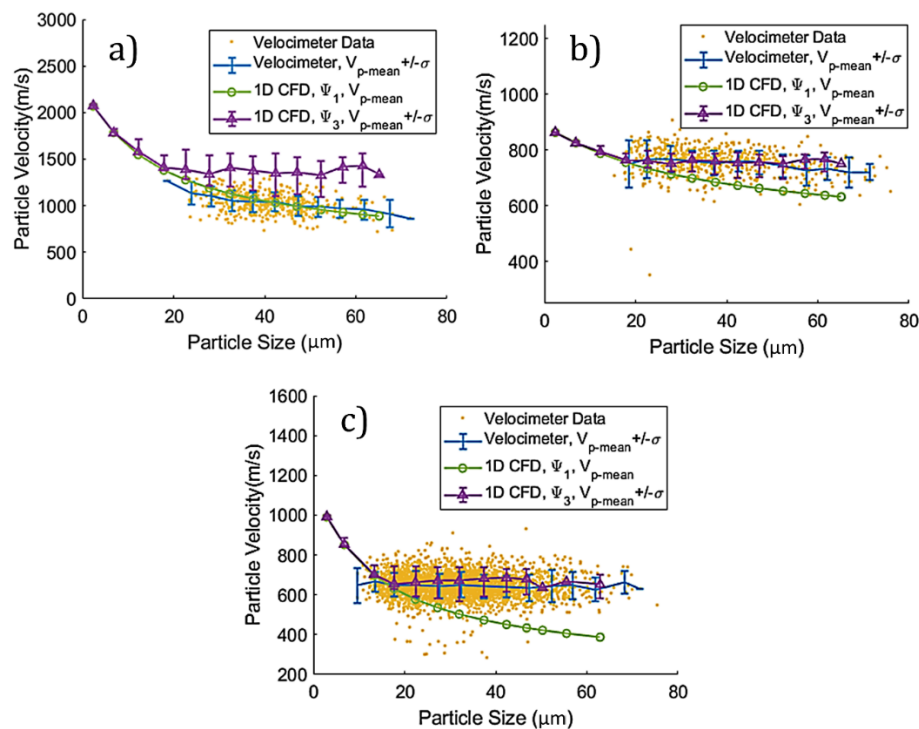 a)
3000
2500
2000
1500
1000
500
0
Particle Velocity(m/s)
Velocimeter Data
Velocimeter, Vp-mean+/-σ
1D CFD, Ψ1, Vp-mean
1D CFD, Ψ3, Vp-mean+/-σ
0 20 40 60 80
Particle Size (μm)
b)
1200
1000
800
600
400
Particle Velocity(m/s)
Velocimeter Data
Velocimeter, Vp-mean+/-σ
1D CFD, Ψ1, Vp-mean
1D CFD, Ψ3, Vp-mean+/-σ
0 20 40 60 80
Particle Size (μm)
c)
1600
1400
1200
1000
800
600
400
200
Particle Velocity(m/s)
Velocimeter Data
Velocimeter, Vp-mean+/-σ
1D CFD, Ψ1, Vp-mean
1D CFD, Ψ3, Vp-mean+/-σ
0 20 40 60 80
Particle Size (μm)